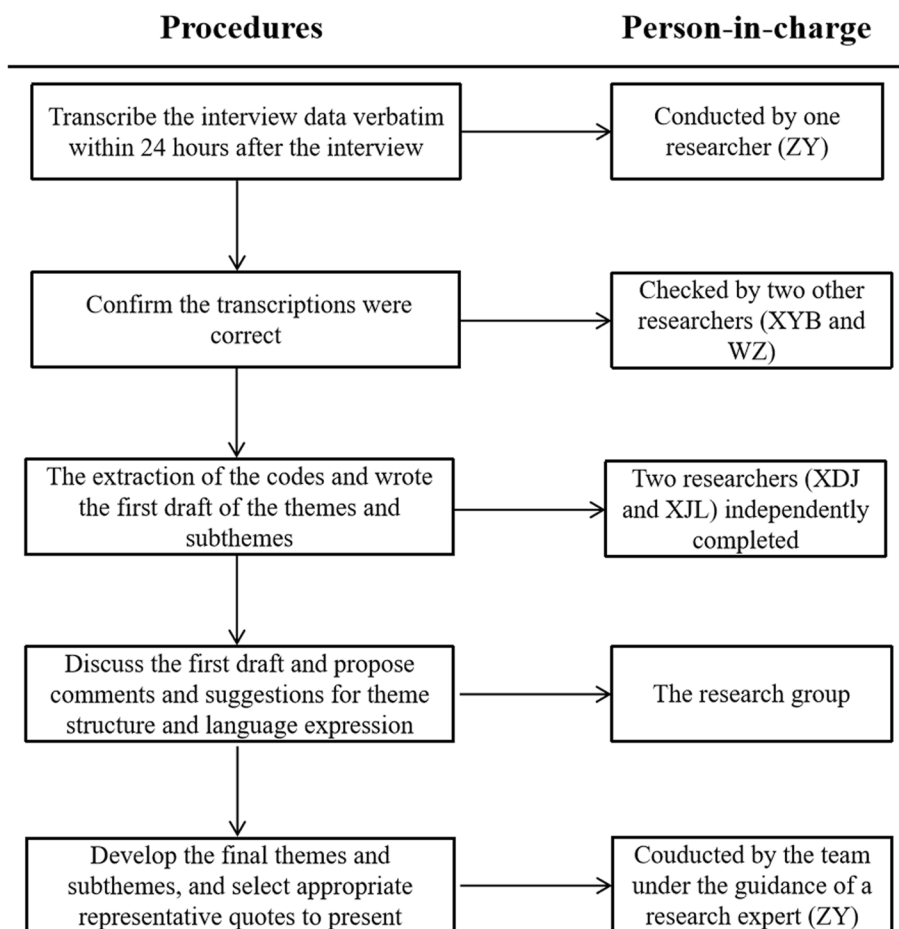 Procedures
Person-in-charge
Transcribe the interview data verbatim
within 24 hours after the interview
Conducted by one
researcher (ZY)
Confirm the transcriptions were
correct
Checked by two other
researchers (XYB and
WZ)
The extraction of the codes and wrote
the first draft of the themes and
subthemes
Two researchers (XDJ
and XJL) independently
completed
Discuss the first draft and propose
comments and suggestions for theme
structure and language expression
The research group
Develop the final themes and
subthemes, and select appropriate
representative quotes to present
Couducted by the team
under the guidance of a
research expert (ZY)